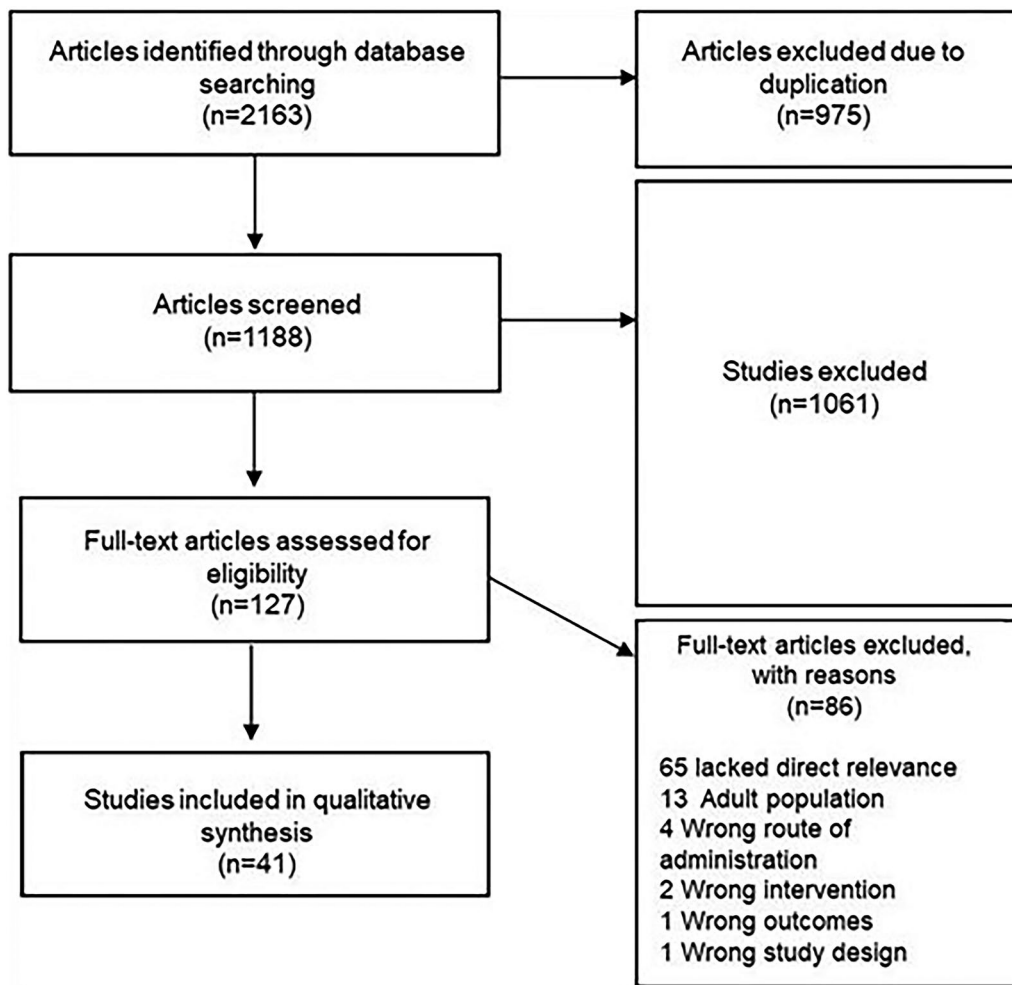 Articles identified through database
searching
(n=2163)
Articles excluded due to
duplication
(n=975)
Articles screened
(n=1188)
Studies excluded
(n=1061)
Full-text articles assessed for
eligibility
(n=127)
Full-text articles excluded,
with reasons
(n=86)
65 lacked direct relevance
13 Adult population
4 Wrong route of
administration
2 Wrong intervention
1 Wrong outcomes
1 Wrong study design
Studies included in qualitative
synthesis
(n=41)